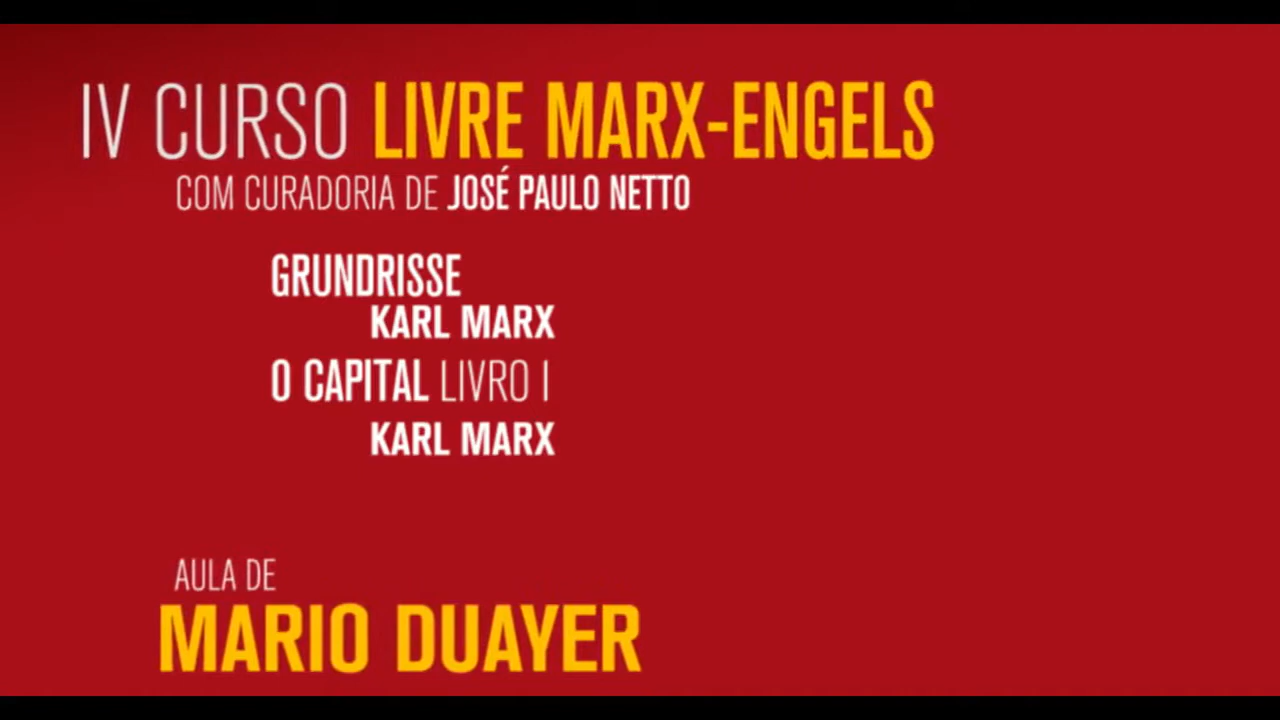 IV CURSO LIVRE MARX-ENGELS
COM CURADORIA DE JOSÉ PAULO NETTO
GRUNDRISSE
KARL MARX
O CAPITAL LIVRO I
KARL MARX
AULA DE
MARIO DUAYER